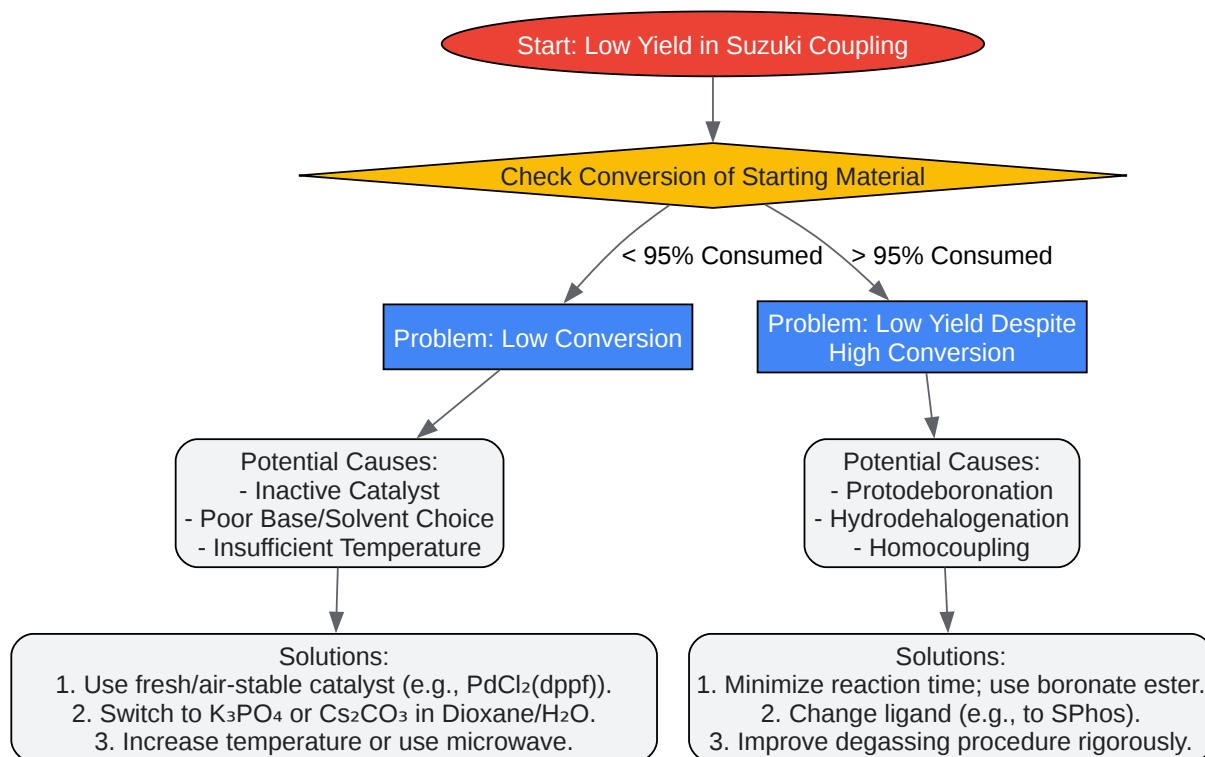 Start: Low Yield in Suzuki Coupling
Check Conversion of Starting Material
< 95% Consumed
> 95% Consumed
Problem: Low Conversion
Problem: Low Yield Despite
High Conversion
Potential Causes:
- Inactive Catalyst
- Poor Base/Solvent Choice
- Insufficient Temperature
Potential Causes:
- Protodeboronation
- Hydrodehalogenation
- Homocoupling
Solutions:
1. Use fresh/air-stable catalyst (e.g., PdCl₂(dppf)).
2. Switch to K₃PO₄ or Cs₂CO₃ in Dioxane/H₂O.
3. Increase temperature or use microwave.
Solutions:
1. Minimize reaction time; use boronate ester.
2. Change ligand (e.g., to SPhos).
3. Improve degassing procedure rigorously.